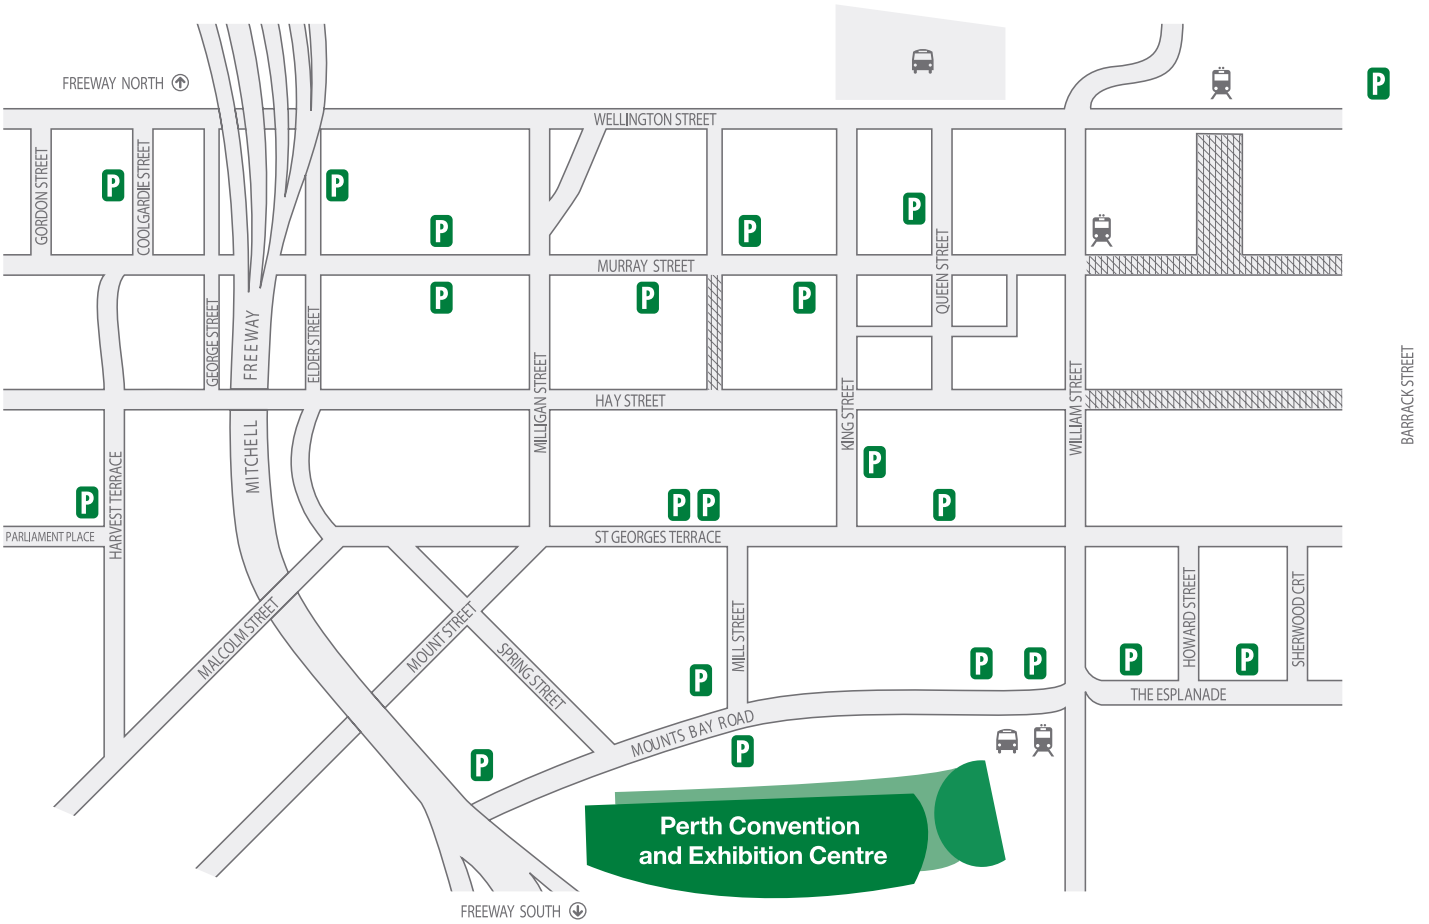 FREEWAY NORTH
P
WELLINGTON STREET
GORDON STREET
P
COOLGARDIE STREET
P
P
P
P
QUEEN STREET
MURRAY STREET
GEORGE STREET
FREEWAY
ELDER STREET
P
P
P
MILLIGAN STREET
KING STREET
WILLIAM STREET
BARRACK STREET
HAY STREET
MITCHELL
HARVEST TERRACE
P
P
P
P
P
PARLIAMENT PLACE
ST GEORGES TERRACE
MALCOLM STREET
MOUNT STREET
SPRING STREET
MILL STREET
HOWARD STREET
SHERWOOD CRT
P
P
P
P
P
THE ESPLANADE
MOUNTS BAY ROAD
P
P
Perth Convention
and Exhibition Centre
FREEWAY SOUTH